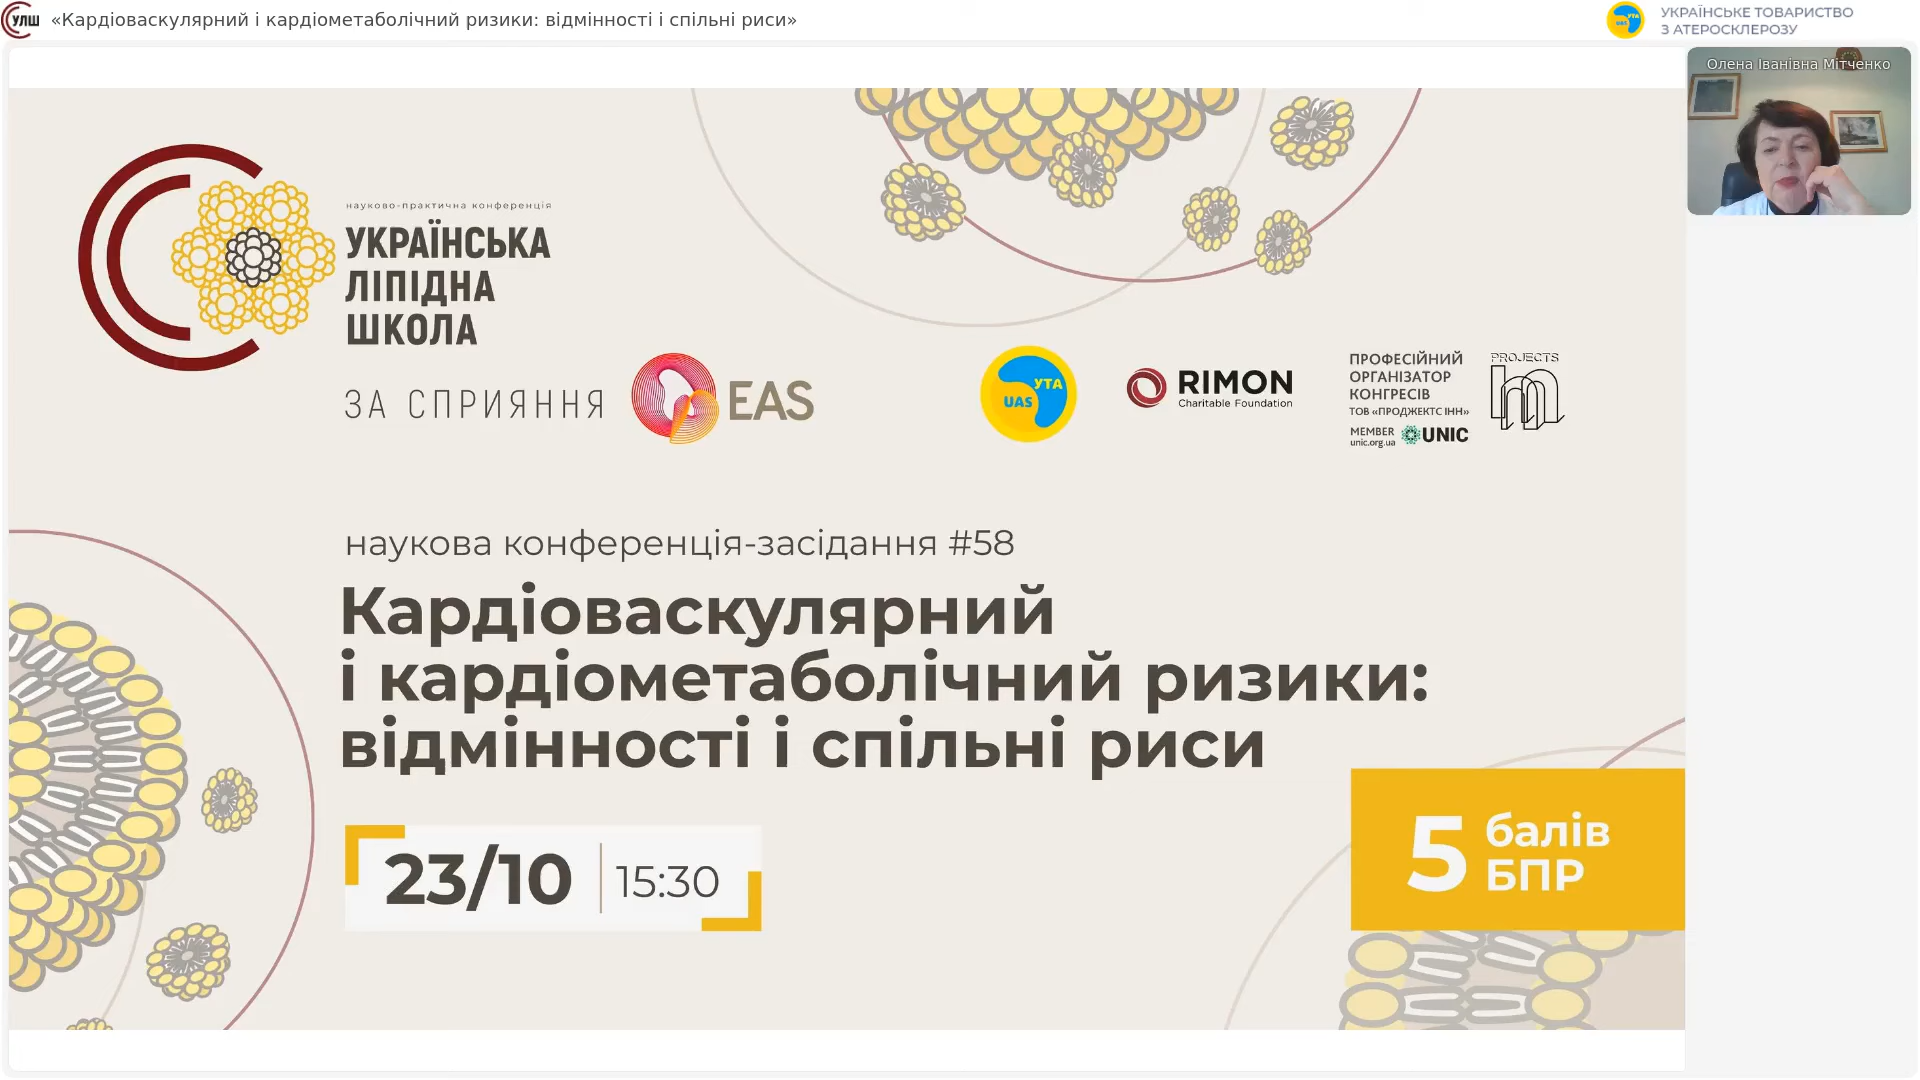 УЛШ «Кардіоваскулярний і кардіометаболічний ризики: відмінності і спільні риси»
УТА UAS
УКРАЇНСЬКЕ ТОВАРИСТВО
З АТЕРОСКЛЕРОЗУ
Олена Іванівна Мітченко
науково-практична конференція
УКРАЇНСЬКА
ЛІПІДНА
ШКОЛА
ЗА СПРИЯННЯ
EAS
УТА
UAS
RIMON
Charitable Foundation
ПРОФЕСІЙНИЙ
ОРГАНІЗАТОР
КОНГРЕСІВ
ТОВ «ПРОДЖЕКТС ІНН»
MEMBER
unic.org.ua
UNIC
PROJECTS
наукова конференція-засідання #58
Кардіоваскулярний
і кардіометаболічний ризики:
відмінності і спільні риси
23/10 15:30
5 балів
БПР